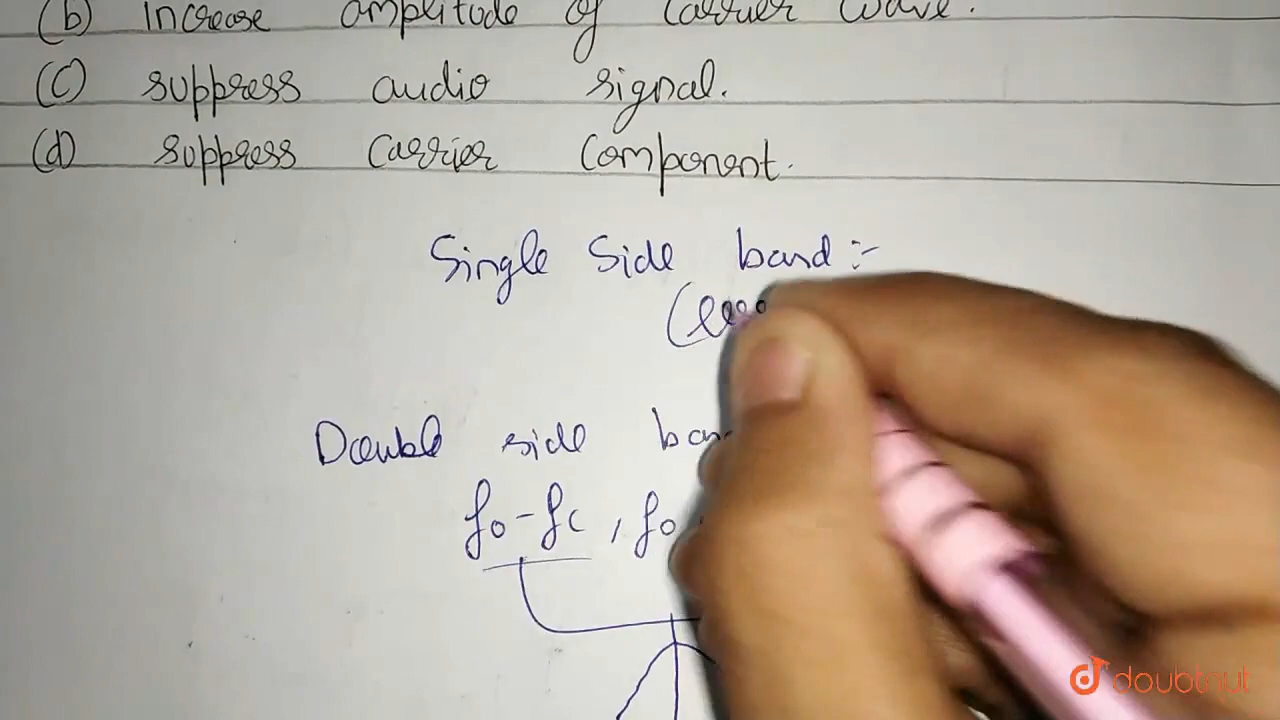 (b) Increase amplitude of carrier wave.
(c) suppress audio signal.
(d) suppress carrier component.
Single Side band :-
Double side
fo - fc , fo
doubtnut